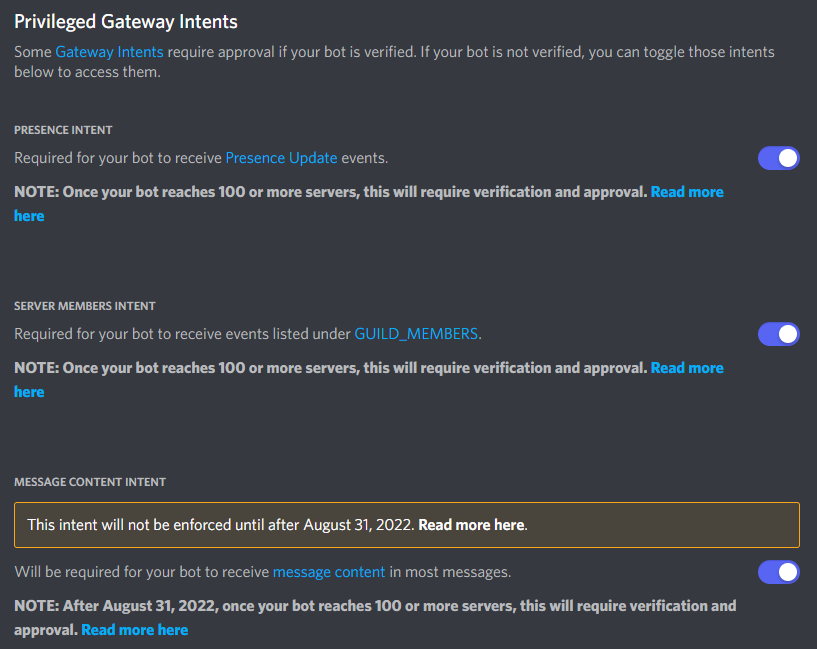 Privileged Gateway Intents
Some Gateway Intents require approval if your bot is verified. If your bot is not verified, you can toggle those intents
below to access them.
PRESENCE INTENT
Required for your bot to receive Presence Update events.
NOTE: Once your bot reaches 100 or more servers, this will require verification and approval. Read more
here
SERVER MEMBERS INTENT
Required for your bot to receive events listed under GUILD_MEMBERS.
NOTE: Once your bot reaches 100 or more servers, this will require verification and approval. Read more
here
MESSAGE CONTENT INTENT
This intent will not be enforced until after August 31, 2022. Read more here.
Will be required for your bot to receive message content in most messages.
NOTE: After August 31, 2022, once your bot reaches 100 or more servers, this will require verification and
approval. Read more here